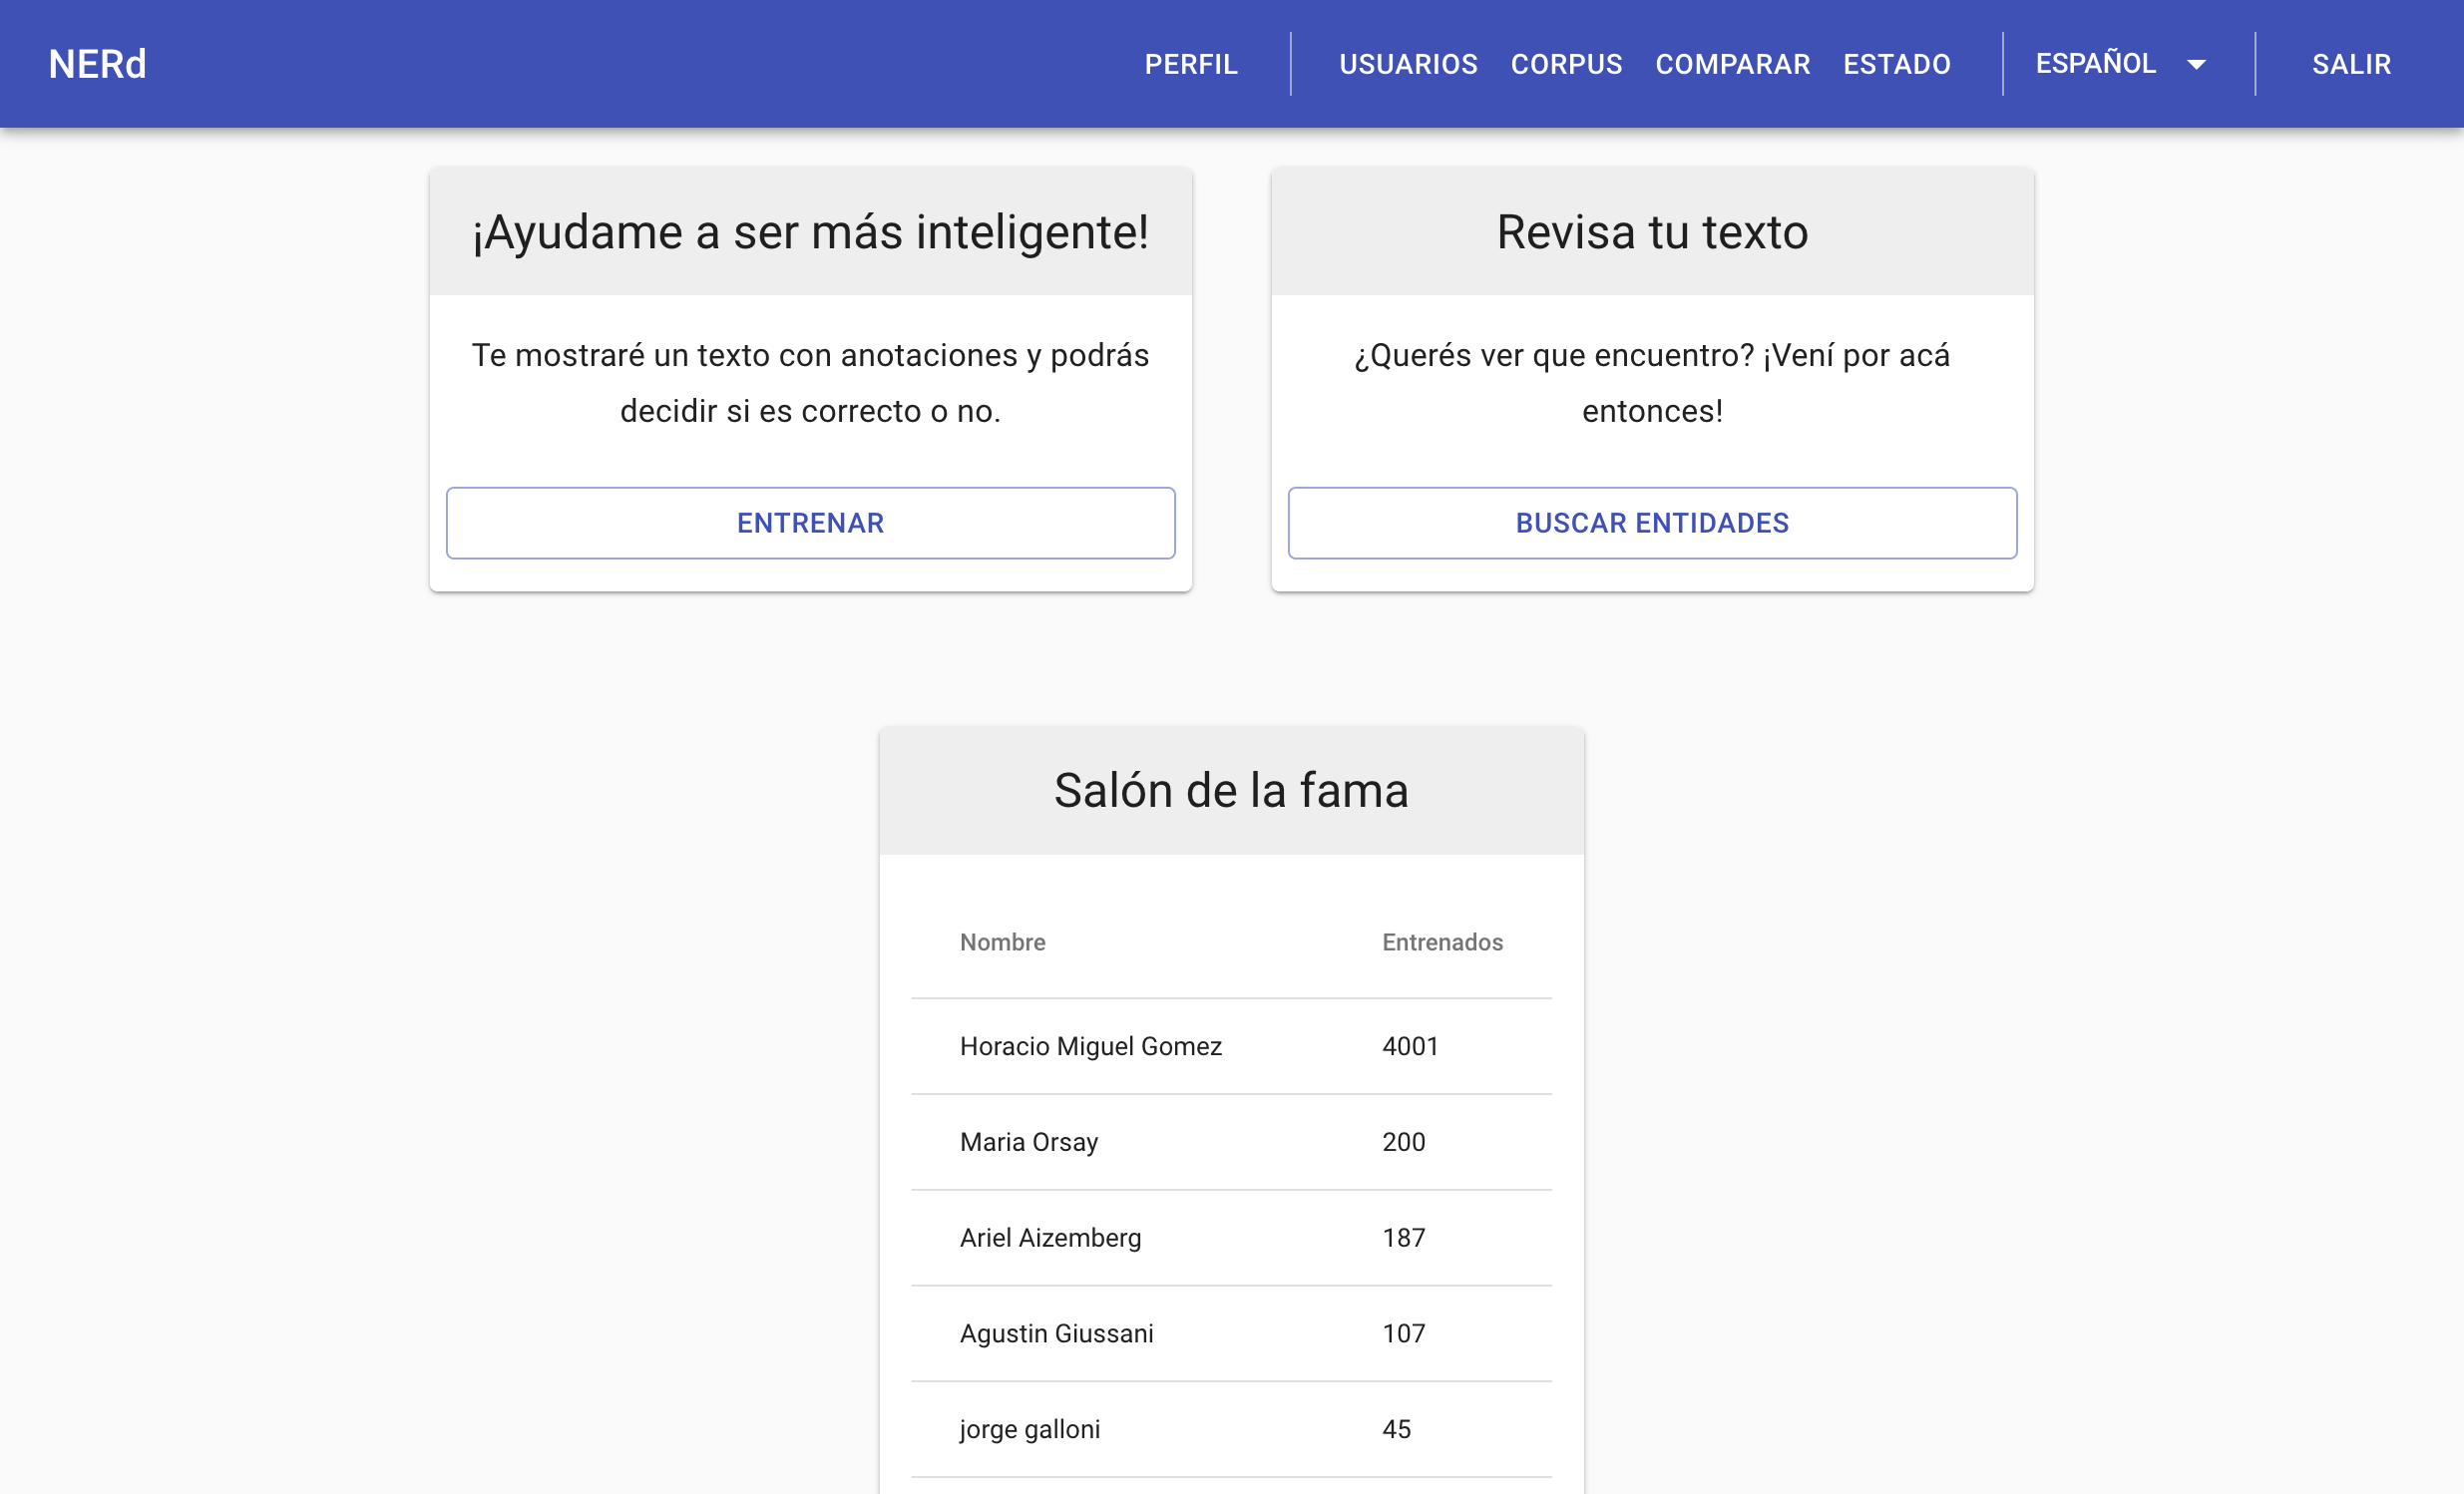 NERd PERFIL USUARIOS CORPUS COMPARAR ESTADO ESPAÑOL SALIR
¡Ayudame a ser más inteligente!
Te mostraré un texto con anotaciones y podrás
decidir si es correcto o no.
ENTRENAR
Revisa tu texto
¿Querés ver que encuentro? ¡Vení por acá
entonces!
BUSCAR ENTIDADES
Salón de la fama
Nombre Entrenados
Horacio Miguel Gomez 4001
Maria Orsay 200
Ariel Aizemberg 187
Agustin Giussani 107
jorge galloni 45